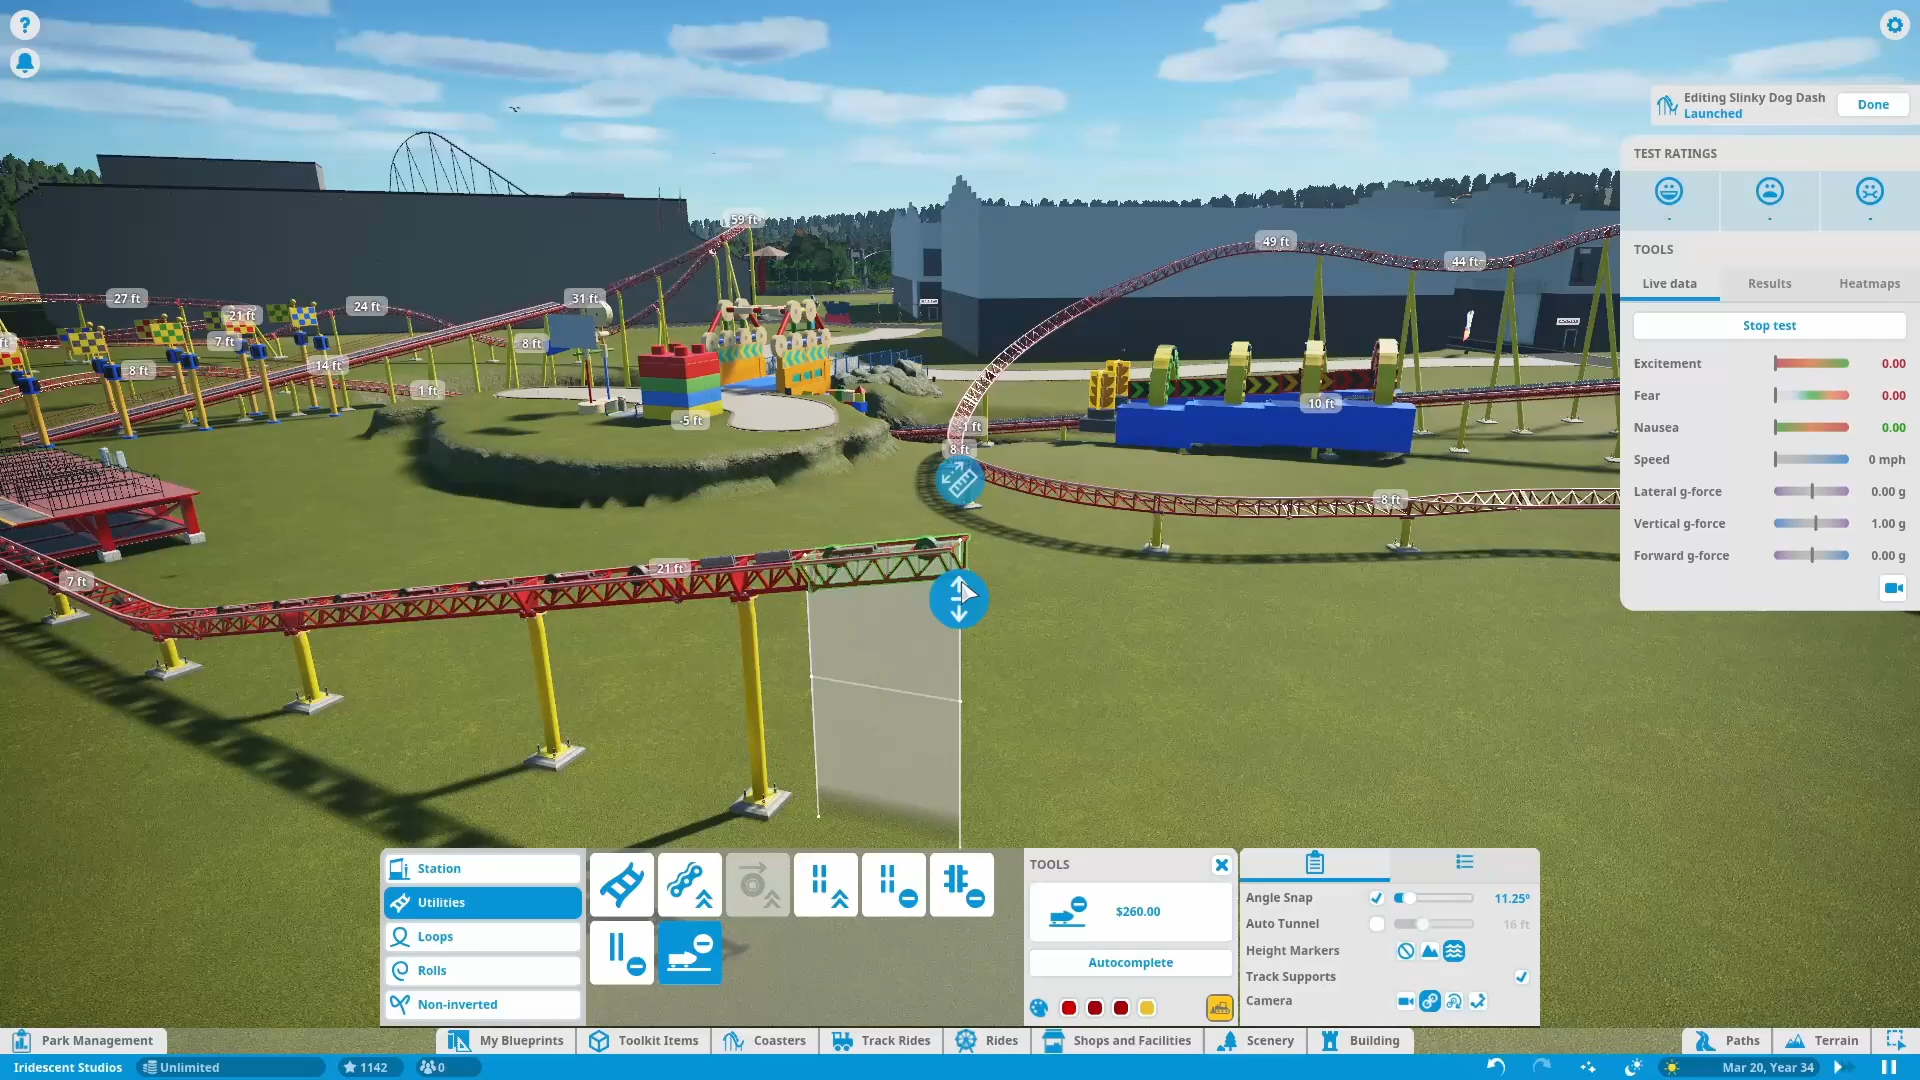 ?
Editing Slinky Dog Dash
Launched
Done
TEST RATINGS
- - -
TOOLS
Live data Results Heatmaps
Stop test
Excitement 0.00
Fear 0.00
Nausea 0.00
Speed 0 mph
Lateral g-force 0.00 g
Vertical g-force 1.00 g
Forward g-force 0.00 g
59 ft
49 ft
44 ft
27 ft
31 ft
24 ft
21 ft
7 ft
8 ft
ft
14 ft
8 ft
1 ft
-5 ft
10 ft
-1 ft
8 ft
-8 ft
21 ft
7 ft
Station
Utilities
Loops
Rolls
Non-inverted
TOOLS
$260.00
Autocomplete
Angle Snap 11.25°
Auto Tunnel 16 ft
Height Markers
Track Supports
Camera
Park Management My Blueprints Toolkit Items Coasters Track Rides Rides Shops and Facilities Scenery Building Paths Terrain
Iridescent Studios Unlimited 1142 0 Mar 20, Year 34